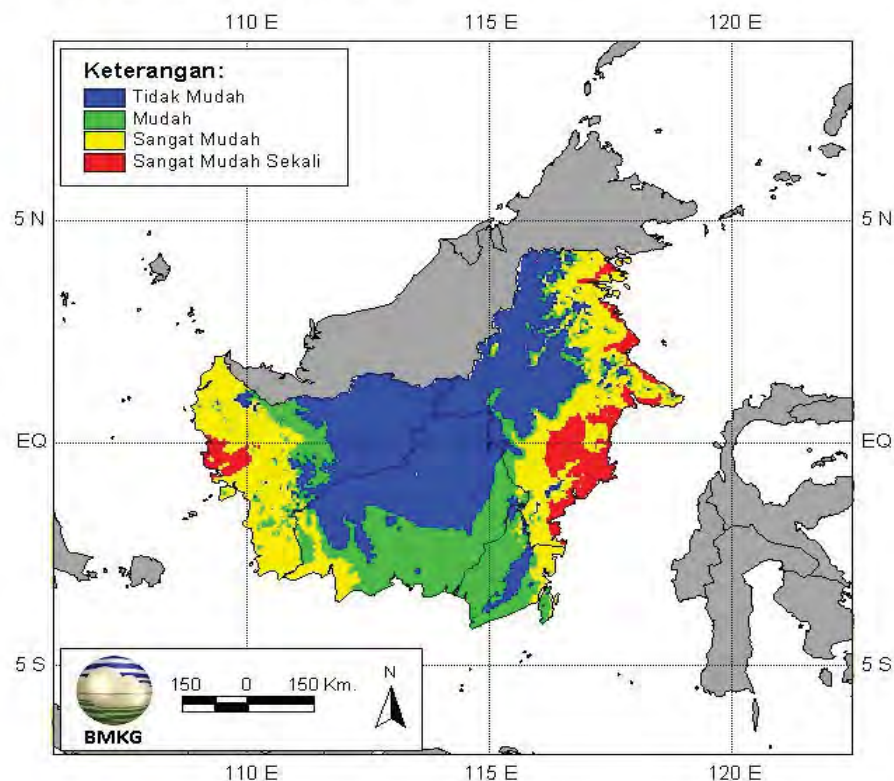 110 E 115 E 120 E
Keterangan:
Tidak Mudah
Mudah
Sangat Mudah
Sangat Mudah Sekali
5 N 5 N
EQ EQ
5 S 5 S
150 0 150 Km.
N
BMKG
110 E 115 E 120 E